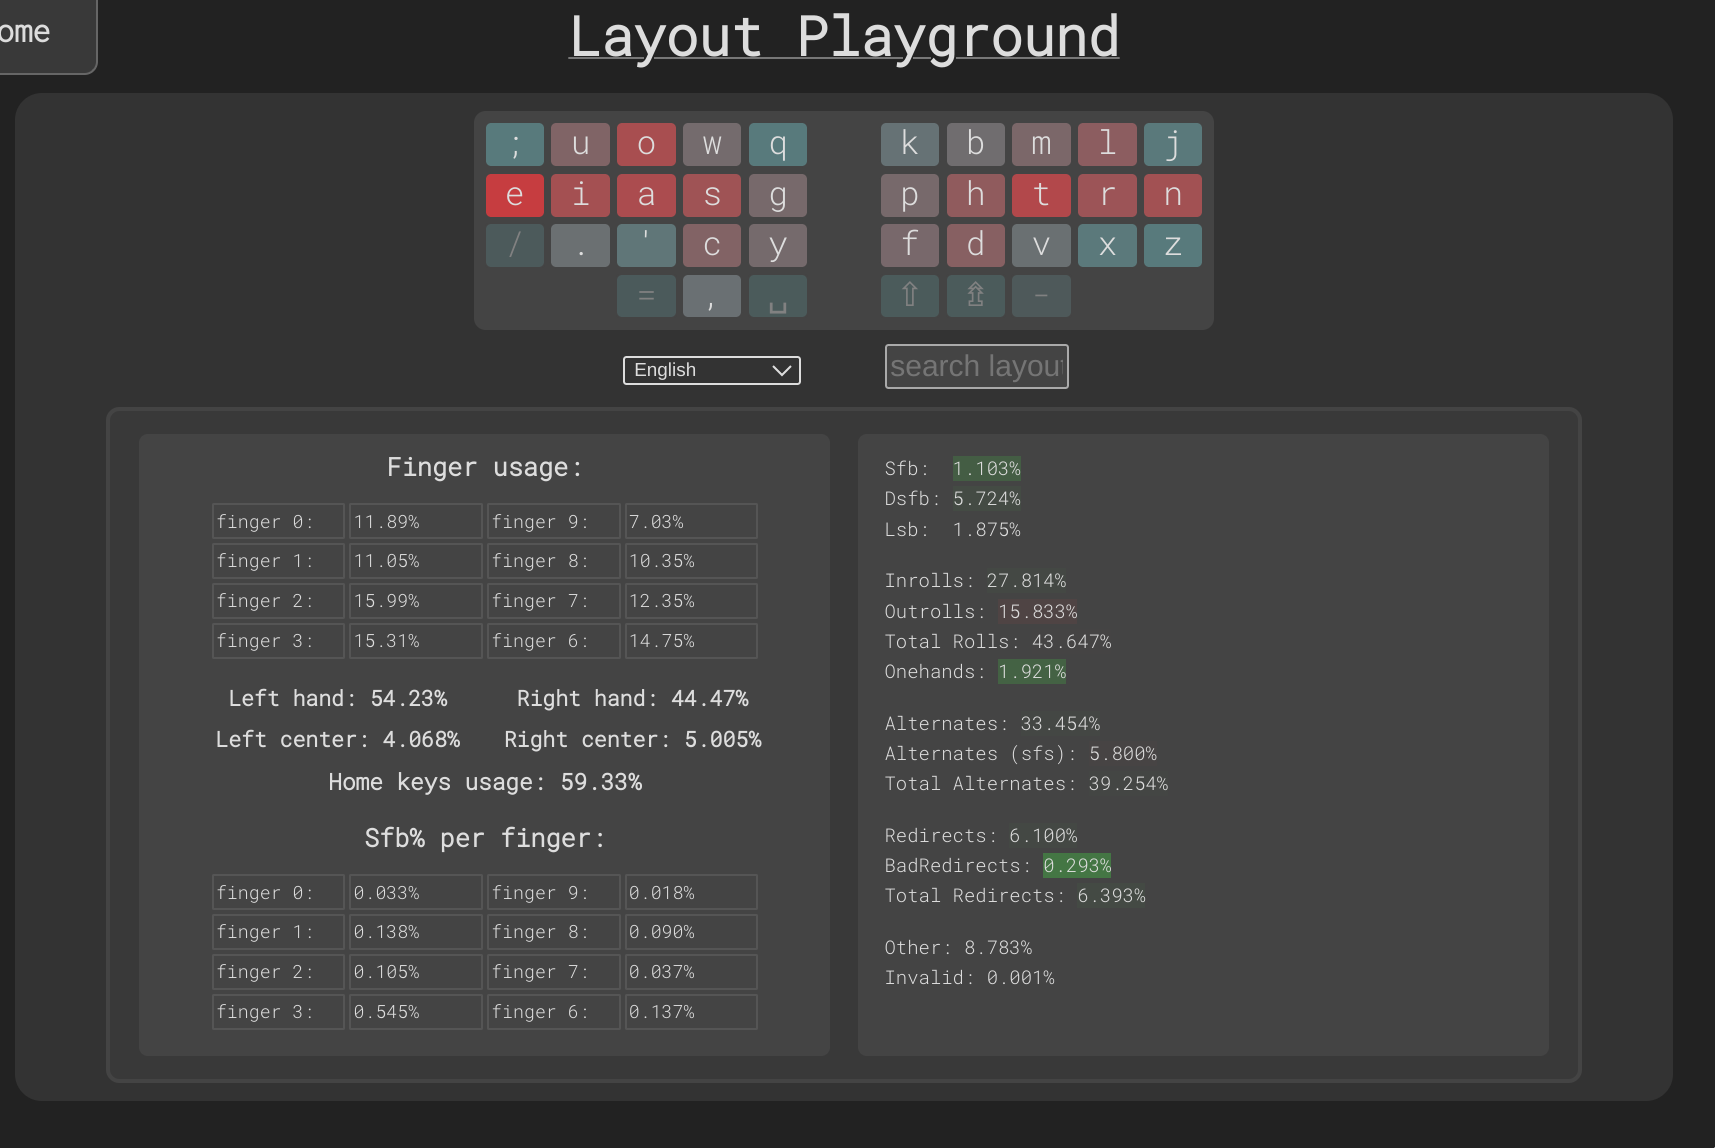 ome
Layout Playground
; u o w q k b m l j
e i a s g p h t r n
/ . ' c y f d v x z
= , ␣ ⇧ ⇯ -
English
search layou
Finger usage:
finger 0: 11.89% finger 9: 7.03%
finger 1: 11.05% finger 8: 10.35%
finger 2: 15.99% finger 7: 12.35%
finger 3: 15.31% finger 6: 14.75%
Left hand: 54.23% Right hand: 44.47%
Left center: 4.068% Right center: 5.005%
Home keys usage: 59.33%
Sfb% per finger:
finger 0: 0.033% finger 9: 0.018%
finger 1: 0.138% finger 8: 0.090%
finger 2: 0.105% finger 7: 0.037%
finger 3: 0.545% finger 6: 0.137%
Sfb: 1.103%
Dsfb: 5.724%
Lsb: 1.875%
Inrolls: 27.814%
Outrolls: 15.833%
Total Rolls: 43.647%
Onehands: 1.921%
Alternates: 33.454%
Alternates (sfs): 5.800%
Total Alternates: 39.254%
Redirects: 6.100%
BadRedirects: 0.293%
Total Redirects: 6.393%
Other: 8.783%
Invalid: 0.001%